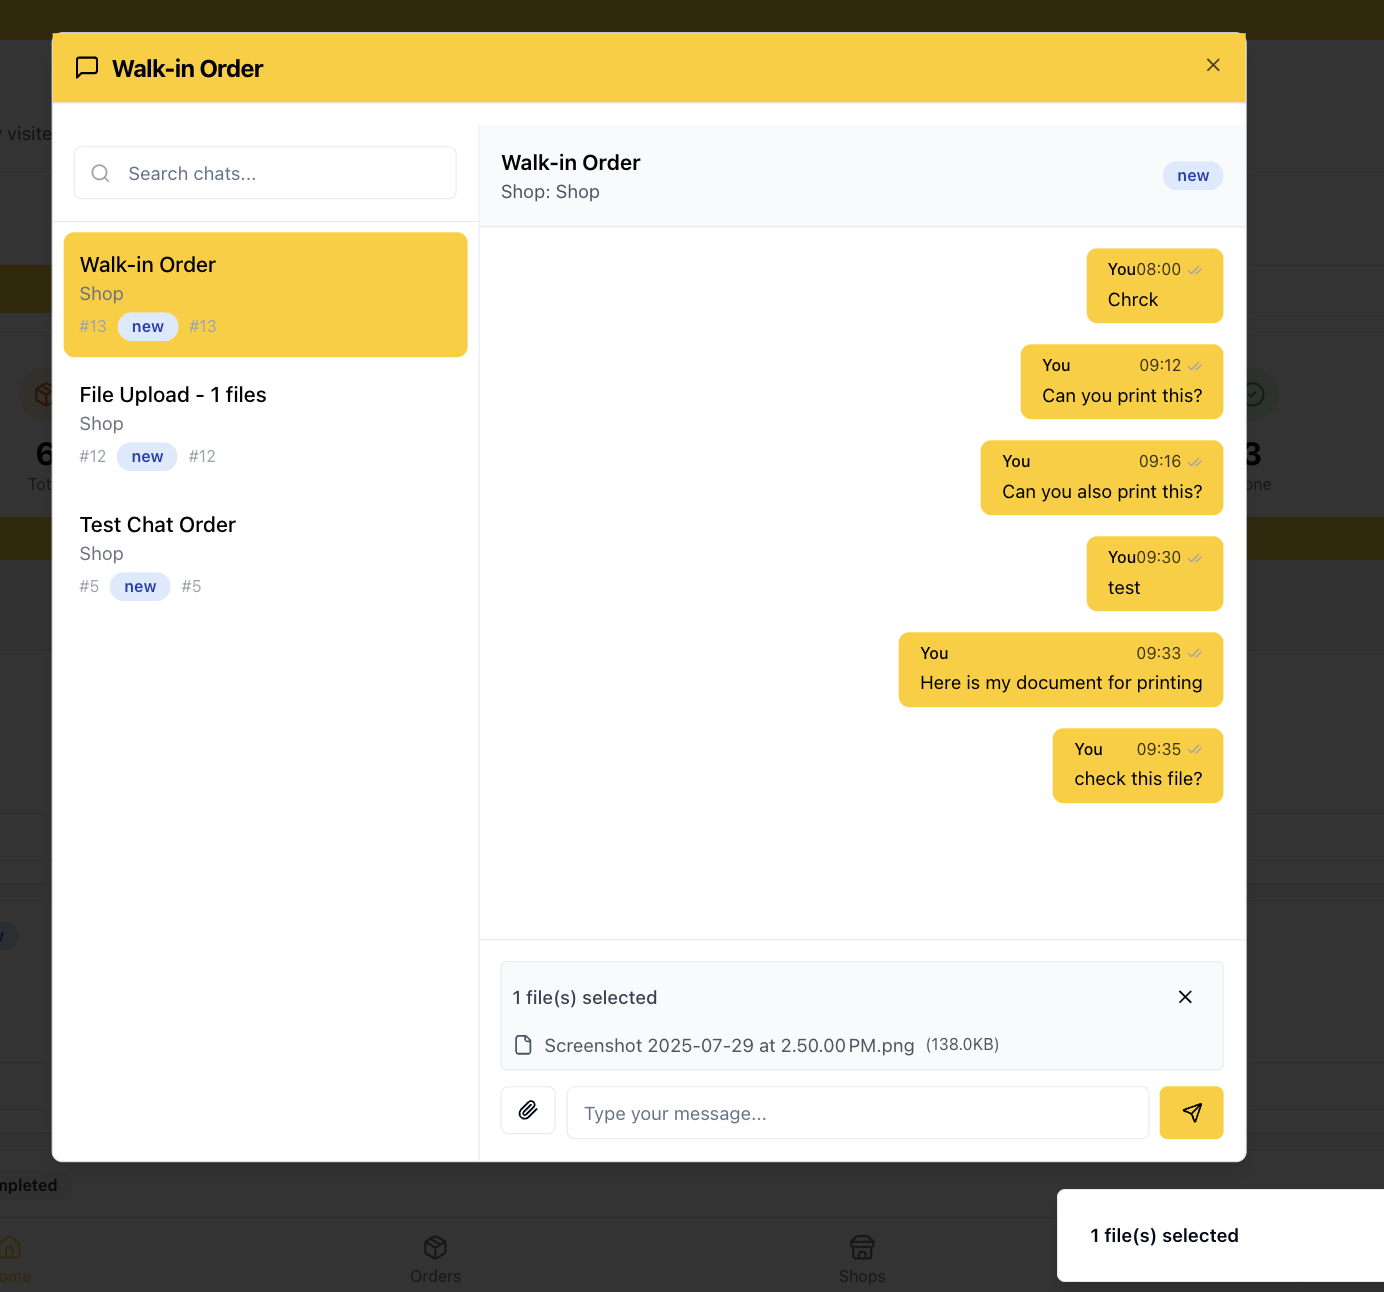 Walk-in Order
visite
Search chats...
Walk-in Order
Shop
#13 new #13
File Upload - 1 files
Shop
#12 new #12
Test Chat Order
Shop
#5 new #5
Walk-in Order
Shop: Shop
new
You08:00
Chrck
You 09:12
Can you print this?
You 09:16
Can you also print this?
You09:30
test
You 09:33
Here is my document for printing
You 09:35
check this file?
6
Tot
3
one
1 file(s) selected
Screenshot 2025-07-29 at 2.50.00 PM.png (138.0KB)
Type your message...
mpleted
ome
Orders
Shops
1 file(s) selected